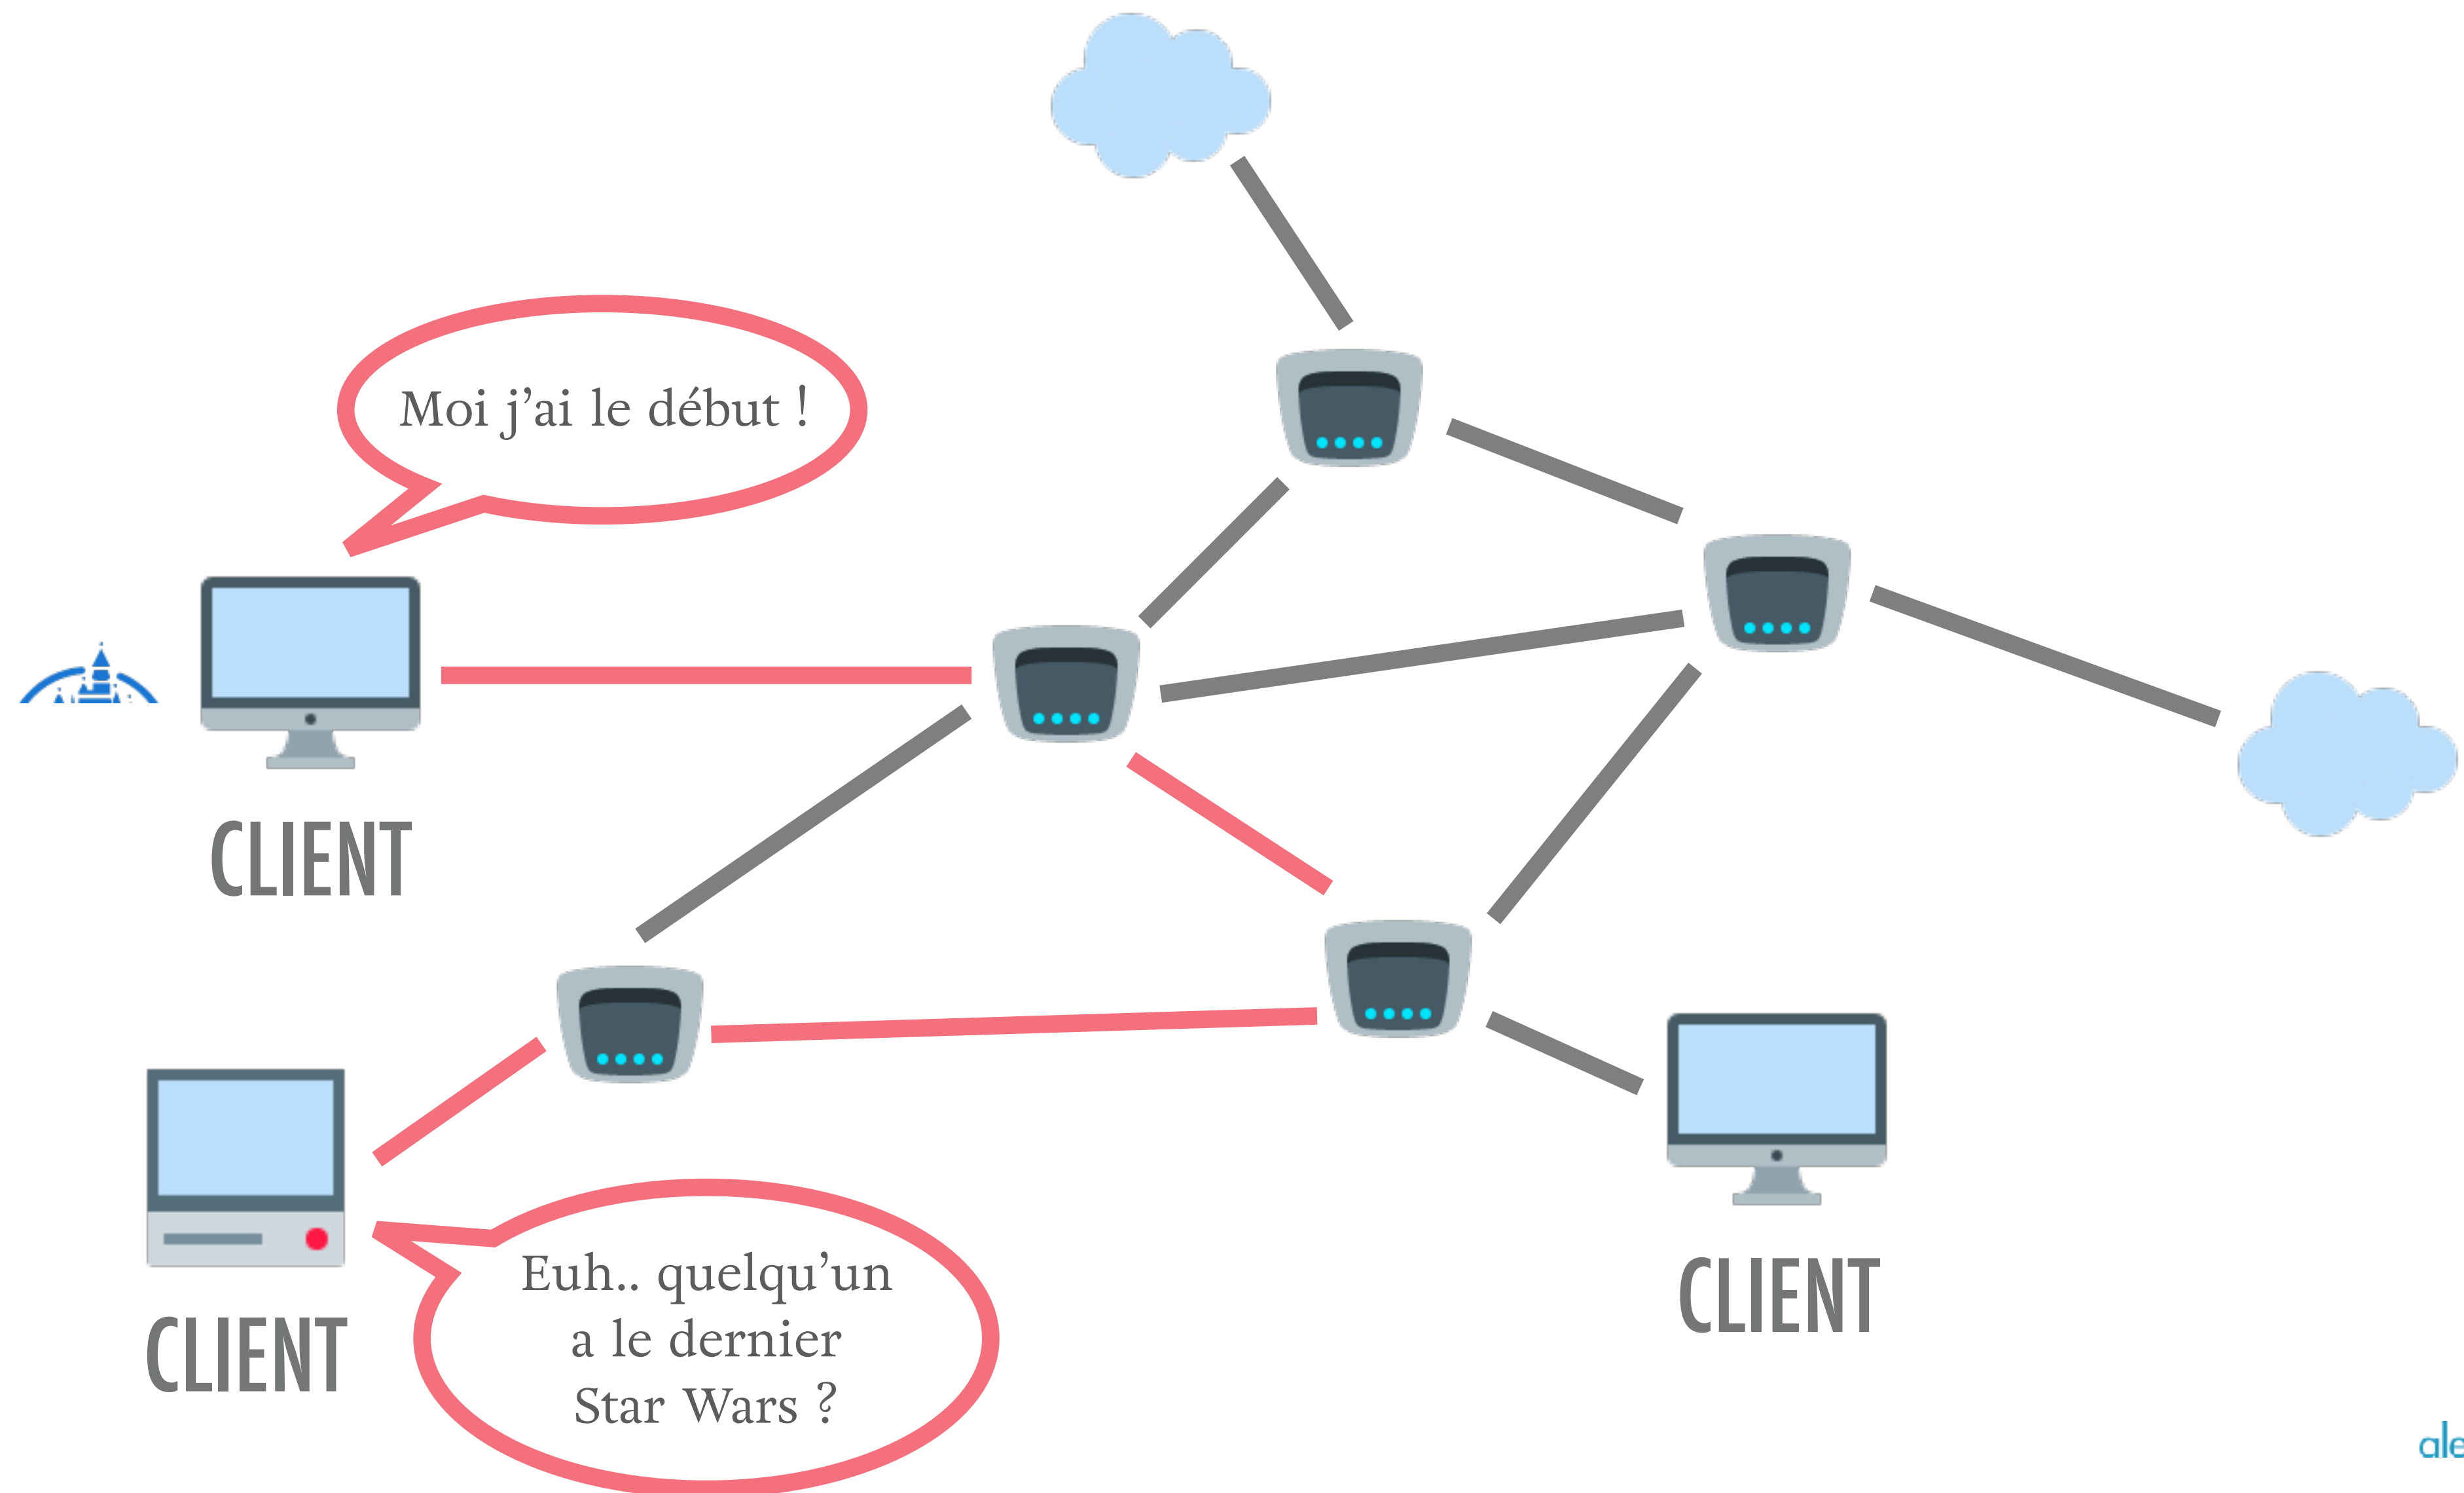 Moi j'ai le début !
CLIENT
Euh.. quelqu'un
a le dernier
Star Wars ?
CLIENT
CLIENT